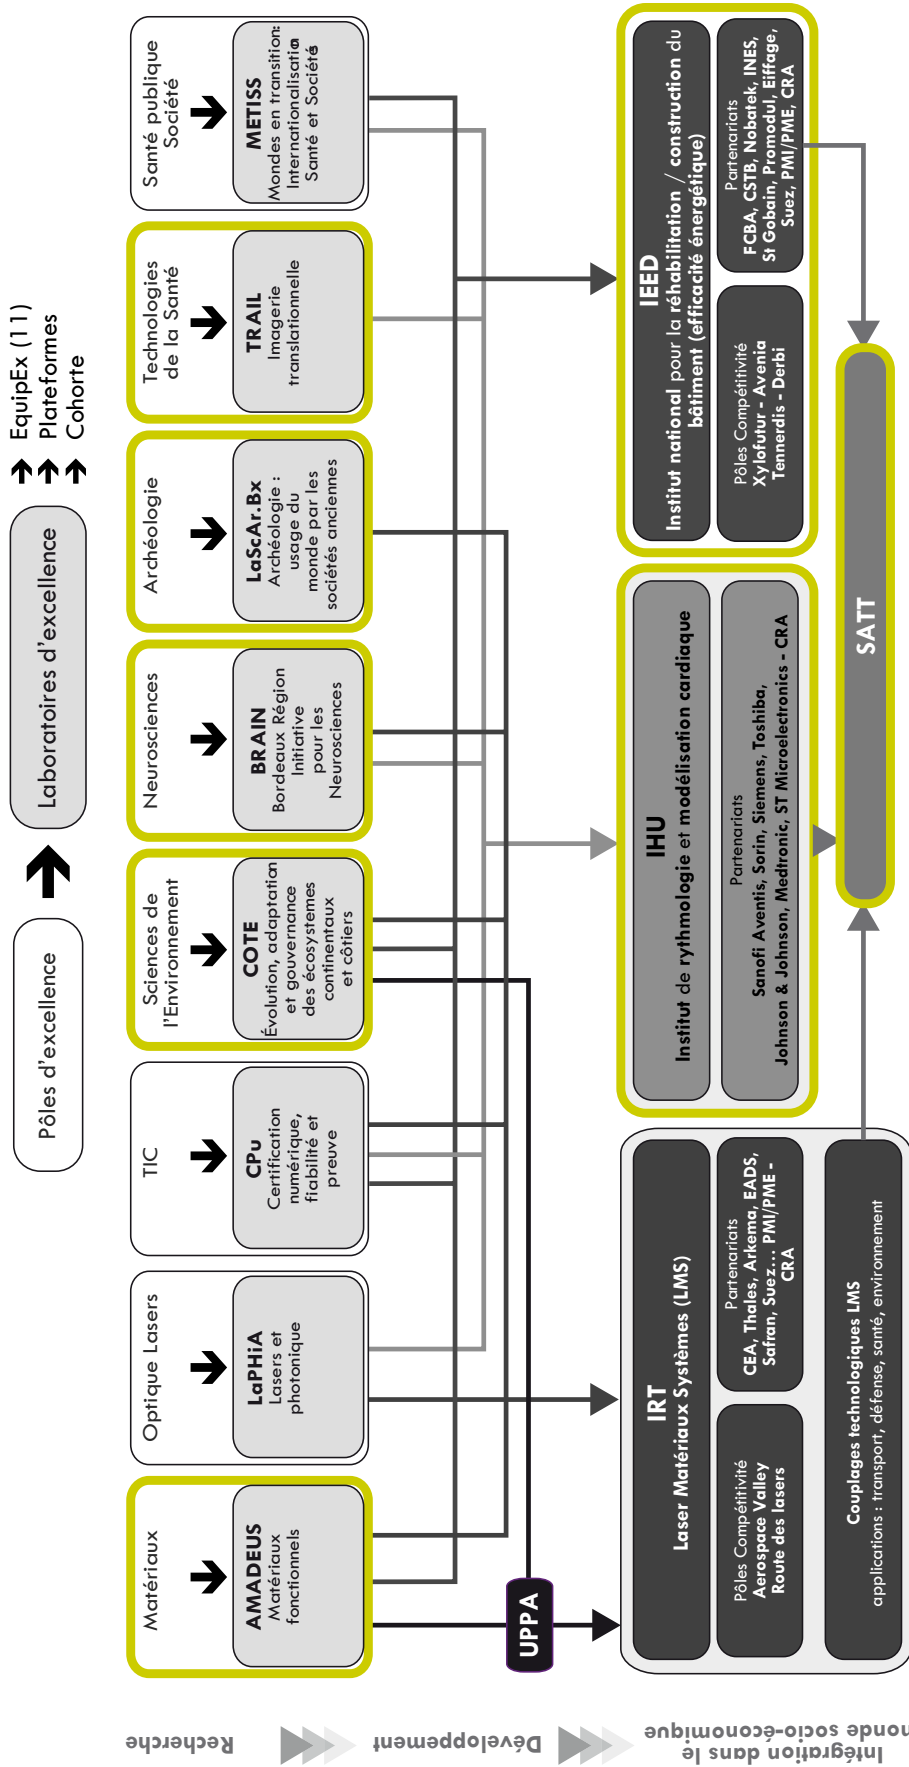 Pôles d'excellence
Laboratoires d'excellence
EquipEx (11)
Plateformes
Cohorte
Recherche
Matériaux
AMADEUS
Matériaux
fonctionnels
Optique Lasers
LaPHiA
Lasers et
photonique
TIC
CPu
Certification
numérique,
fiabilité et
preuve
Sciences de
l'Environnement
COTE
Évolution, adaptation
et gouvernance
des écosystemes
continentaux
et côtiers
Neurosciences
BRAIN
Bordeaux Région
Initiative
pour les
Neurosciences
Archéologie
LaScAr.Bx
Archéologie :
usage du
monde par les
sociétés anciennes
Technologies
de la Santé
TRAIL
Imagerie
translationnelle
Santé publique
Société
METISS
Mondes en transition:
Internationalisation
Santé et Société
Développement
UPPA
Intégration dans le
monde socio-économique
IRT
Laser Matériaux Systèmes (LMS)
Pôles Compétitivité
Aerospace Valley
Route des lasers
Partenariats
CEA, Thales, Arkema, EADS,
Safran, Suez... PMI/PME -
CRA
Couplages technologiques LMS
applications : transport, défense, santé, environnement
IHU
Institut de rythmologie et modélisation cardiaque
Partenariats
Sanofi Aventis, Sorin, Siemens, Toshiba,
Johnson & Johnson, Medtronic, ST Microelectronics - CRA
IEED
Institut national pour la réhabilitation / construction du
bâtiment (efficacité énergétique)
Pôles Compétitivité
Xylofutur - Avenia
Tennerdis - Derbi
Partenariats
FCBA, CSTB, Nobatek, INES,
St Gobain, Promodul, Eiffage,
Suez, PMI/PME, CRA
SATT